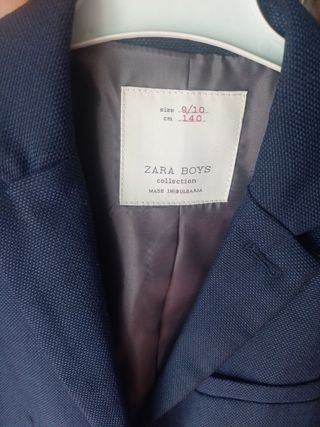 size 9/10
cm 140
ZARA BOYS
collection
MADE IN BULGARIA